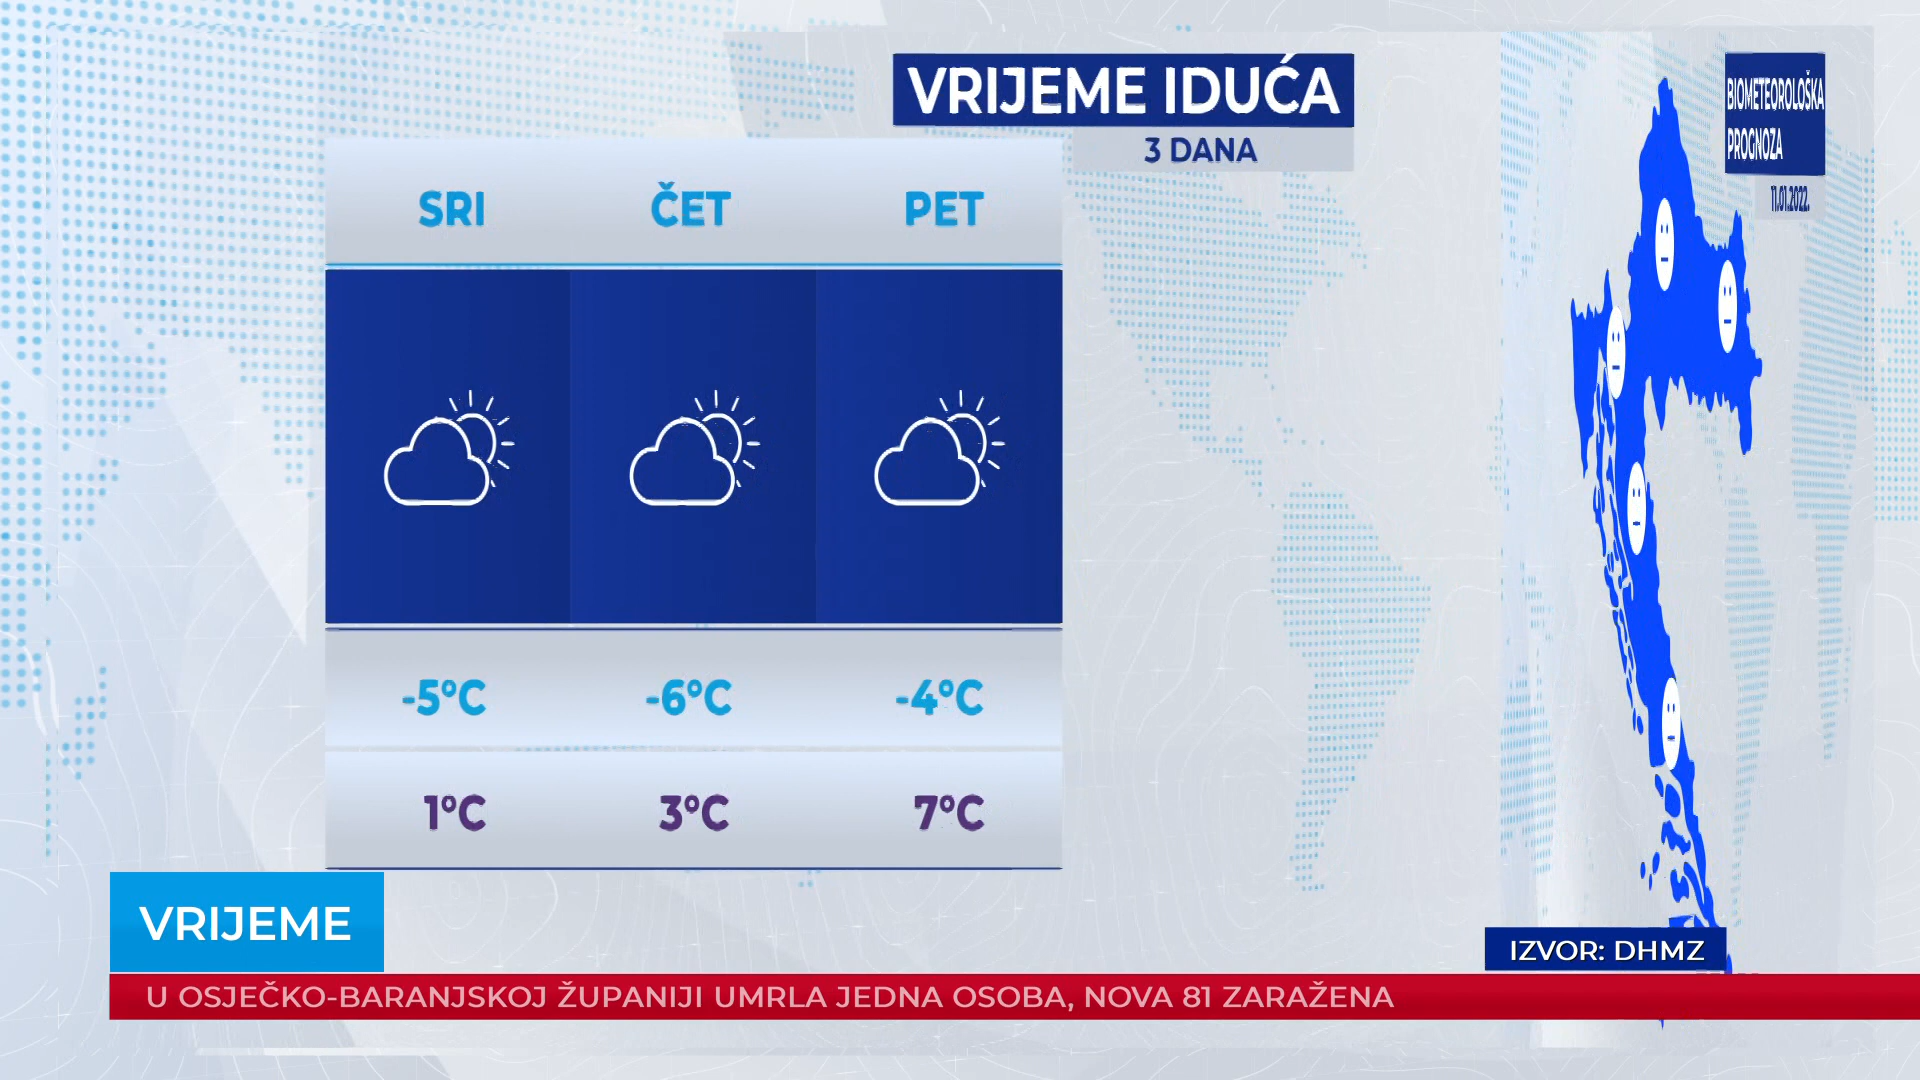 VRIJEME IDUĆA
3 DANA
SRI ČET PET
-5°C -6°C -4°C
1°C 3°C 7°C
BIOMETEOROLOŠKA
PROGNOZA
11.01.2022.
VRIJEME
IZVOR: DHMZ
U OSJEČKO-BARANJSKOJ ŽUPANIJI UMRLA JEDNA OSOBA, NOVA 81 ZARAŽENA